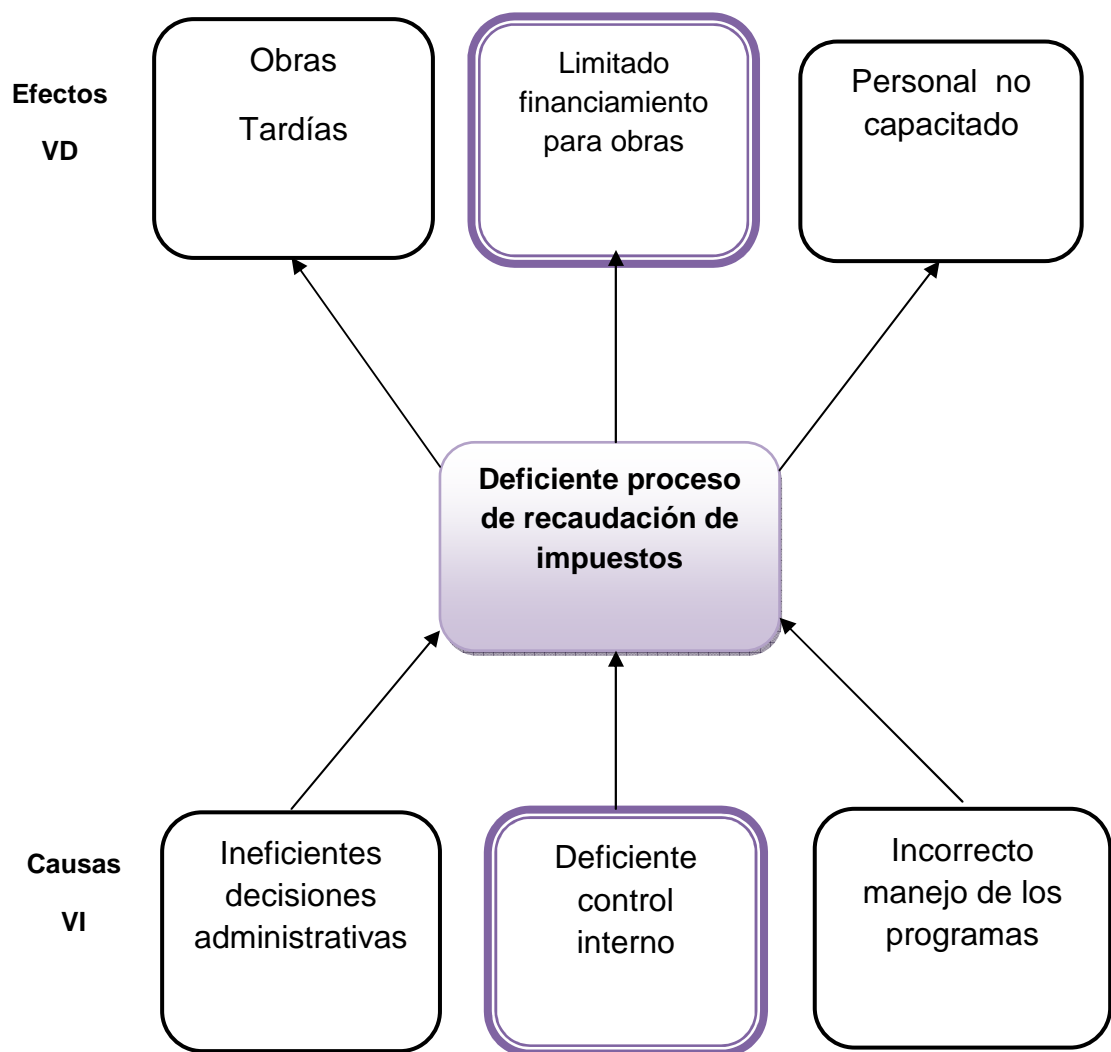 Efectos
VD
Obras
Tardías
Limitado
financiamiento
para obras
Personal no
capacitado
Deficiente proceso
de recaudación de
impuestos
Causas
VI
Ineficientes
decisiones
administrativas
Deficiente
control
interno
Incorrecto
manejo de los
programas